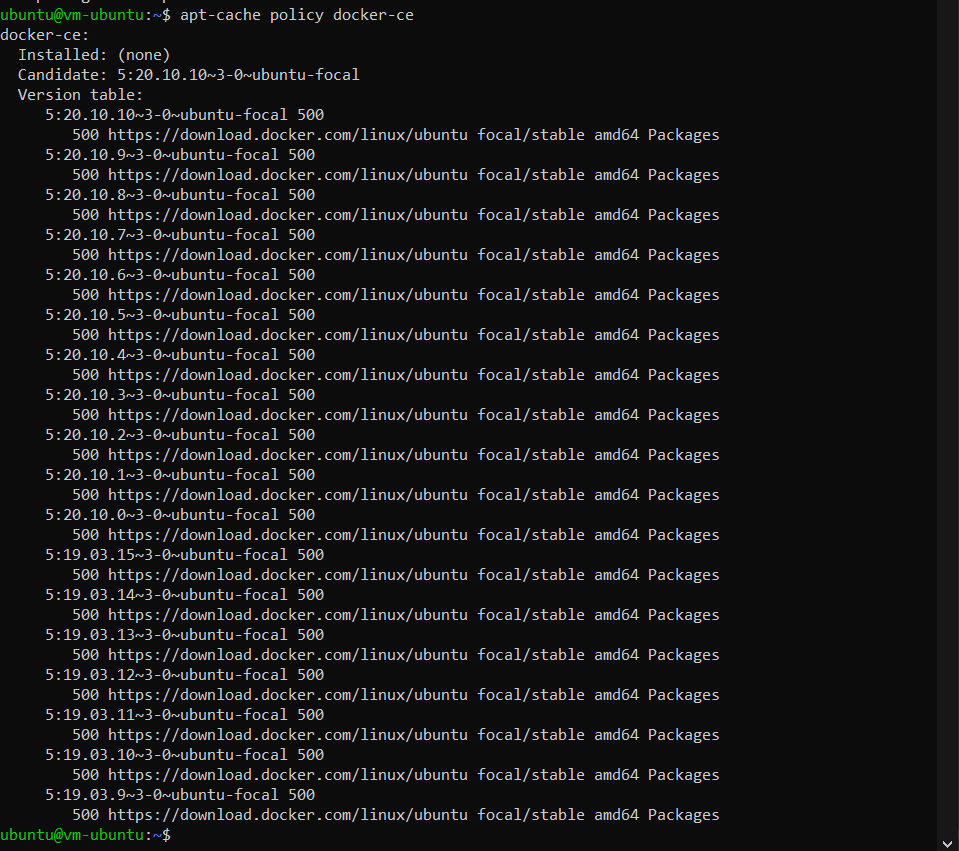 ubuntu@vm-ubuntu:~$ apt-cache policy docker-ce
docker-ce:
  Installed: (none)
  Candidate: 5:20.10.10~3-0~ubuntu-focal
  Version table:
     5:20.10.10~3-0~ubuntu-focal 500
        500 https://download.docker.com/linux/ubuntu focal/stable amd64 Packages
     5:20.10.9~3-0~ubuntu-focal 500
        500 https://download.docker.com/linux/ubuntu focal/stable amd64 Packages
     5:20.10.8~3-0~ubuntu-focal 500
        500 https://download.docker.com/linux/ubuntu focal/stable amd64 Packages
     5:20.10.7~3-0~ubuntu-focal 500
        500 https://download.docker.com/linux/ubuntu focal/stable amd64 Packages
     5:20.10.6~3-0~ubuntu-focal 500
        500 https://download.docker.com/linux/ubuntu focal/stable amd64 Packages
     5:20.10.5~3-0~ubuntu-focal 500
        500 https://download.docker.com/linux/ubuntu focal/stable amd64 Packages
     5:20.10.4~3-0~ubuntu-focal 500
        500 https://download.docker.com/linux/ubuntu focal/stable amd64 Packages
     5:20.10.3~3-0~ubuntu-focal 500
        500 https://download.docker.com/linux/ubuntu focal/stable amd64 Packages
     5:20.10.2~3-0~ubuntu-focal 500
        500 https://download.docker.com/linux/ubuntu focal/stable amd64 Packages
     5:20.10.1~3-0~ubuntu-focal 500
        500 https://download.docker.com/linux/ubuntu focal/stable amd64 Packages
     5:20.10.0~3-0~ubuntu-focal 500
        500 https://download.docker.com/linux/ubuntu focal/stable amd64 Packages
     5:19.03.15~3-0~ubuntu-focal 500
        500 https://download.docker.com/linux/ubuntu focal/stable amd64 Packages
     5:19.03.14~3-0~ubuntu-focal 500
        500 https://download.docker.com/linux/ubuntu focal/stable amd64 Packages
     5:19.03.13~3-0~ubuntu-focal 500
        500 https://download.docker.com/linux/ubuntu focal/stable amd64 Packages
     5:19.03.12~3-0~ubuntu-focal 500
        500 https://download.docker.com/linux/ubuntu focal/stable amd64 Packages
     5:19.03.11~3-0~ubuntu-focal 500
        500 https://download.docker.com/linux/ubuntu focal/stable amd64 Packages
     5:19.03.10~3-0~ubuntu-focal 500
        500 https://download.docker.com/linux/ubuntu focal/stable amd64 Packages
     5:19.03.9~3-0~ubuntu-focal 500
        500 https://download.docker.com/linux/ubuntu focal/stable amd64 Packages
ubuntu@vm-ubuntu:~$